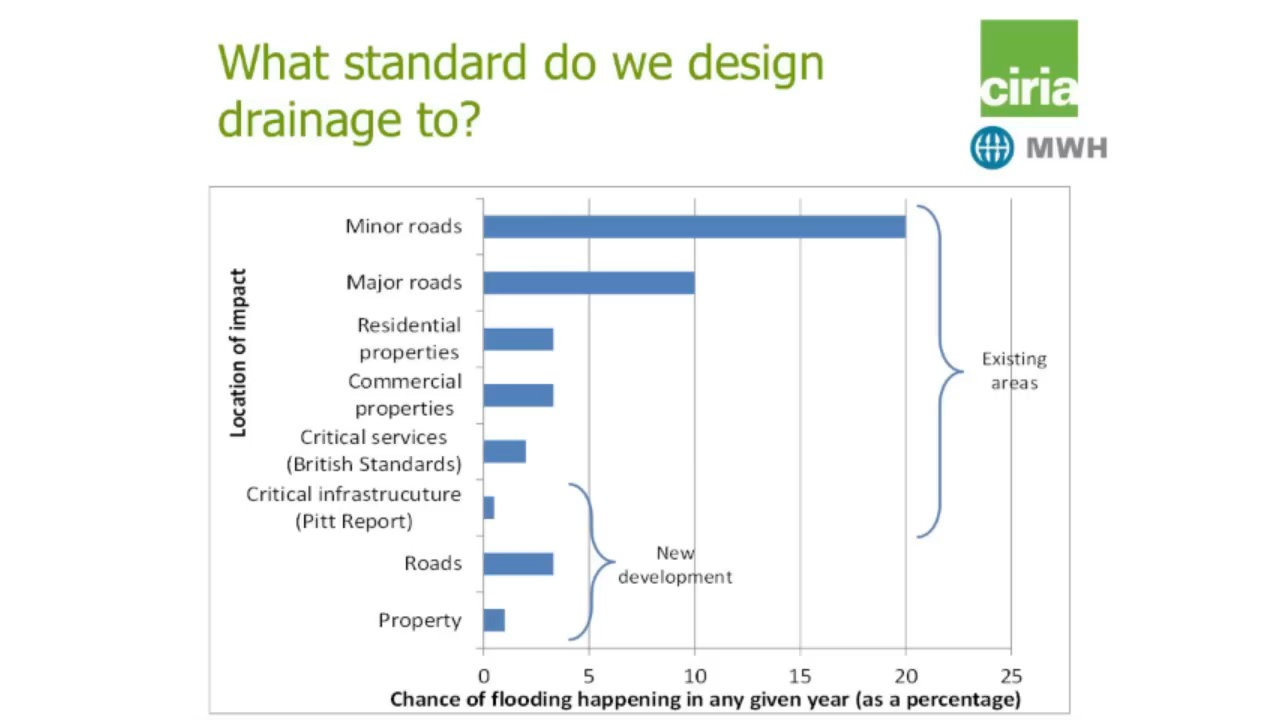 What standard do we design
drainage to?
ciria
MWH
Location of impact
Minor roads
Major roads
Residential
properties
Commercial
properties
Critical services
(British Standards)
Critical infrastrucuture
(Pitt Report)
Roads
Property
Existing
areas
New
development
0 5 10 15 20 25
Chance of flooding happening in any given year (as a percentage)